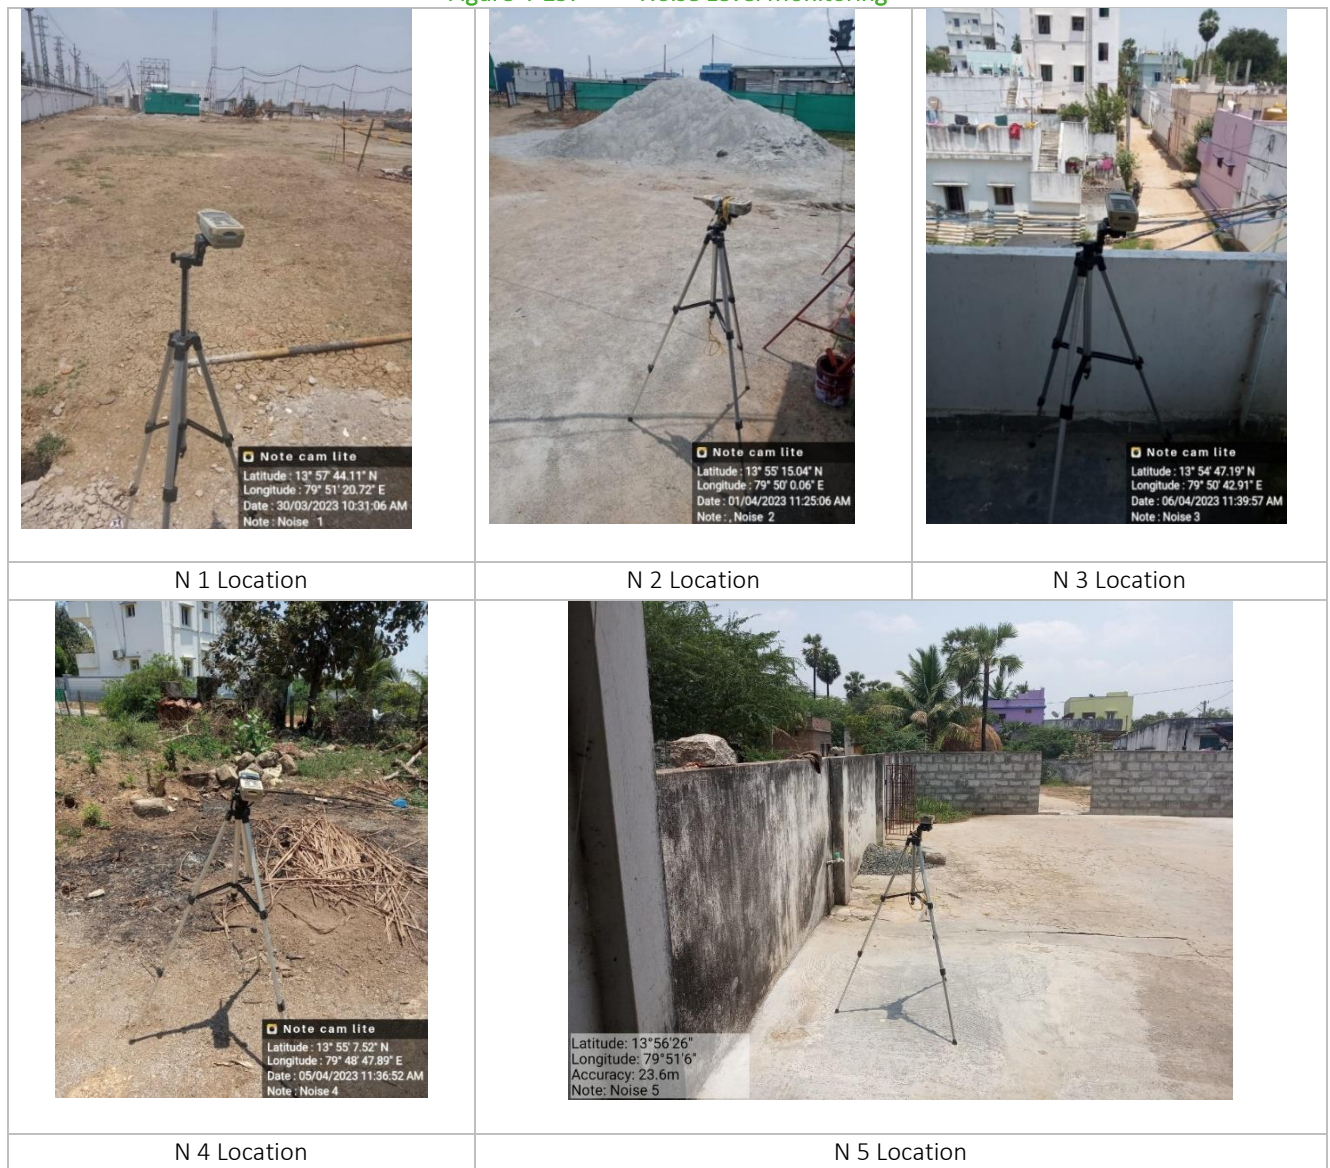 Noise Level Monitoring
Note cam lite
Latitude : 13° 57' 44.11" N
Longitude : 79° 51' 20.72" E
Date : 30/03/2023 10:31:06 AM
Note : Noise 1
Note cam lite
Latitude : 13° 55' 15.04" N
Longitude : 79° 50' 0.06" E
Date : 01/04/2023 11:25:06 AM
Note : , Noise 2
Note cam lite
Latitude : 13° 54' 47.19" N
Longitude : 79° 50' 42.91" E
Date : 06/04/2023 11:39:57 AM
Note : Noise 3
N 1 Location
N 2 Location
N 3 Location
Note cam lite
Latitude : 13° 55' 7.52" N
Longitude : 79° 48' 47.89" E
Date : 05/04/2023 11:36:52 AM
Note : Noise 4
Latitude: 13°56'26"
Longitude: 79°51'6"
Accuracy: 23.6m
Note: Noise 5
N 4 Location
N 5 Location